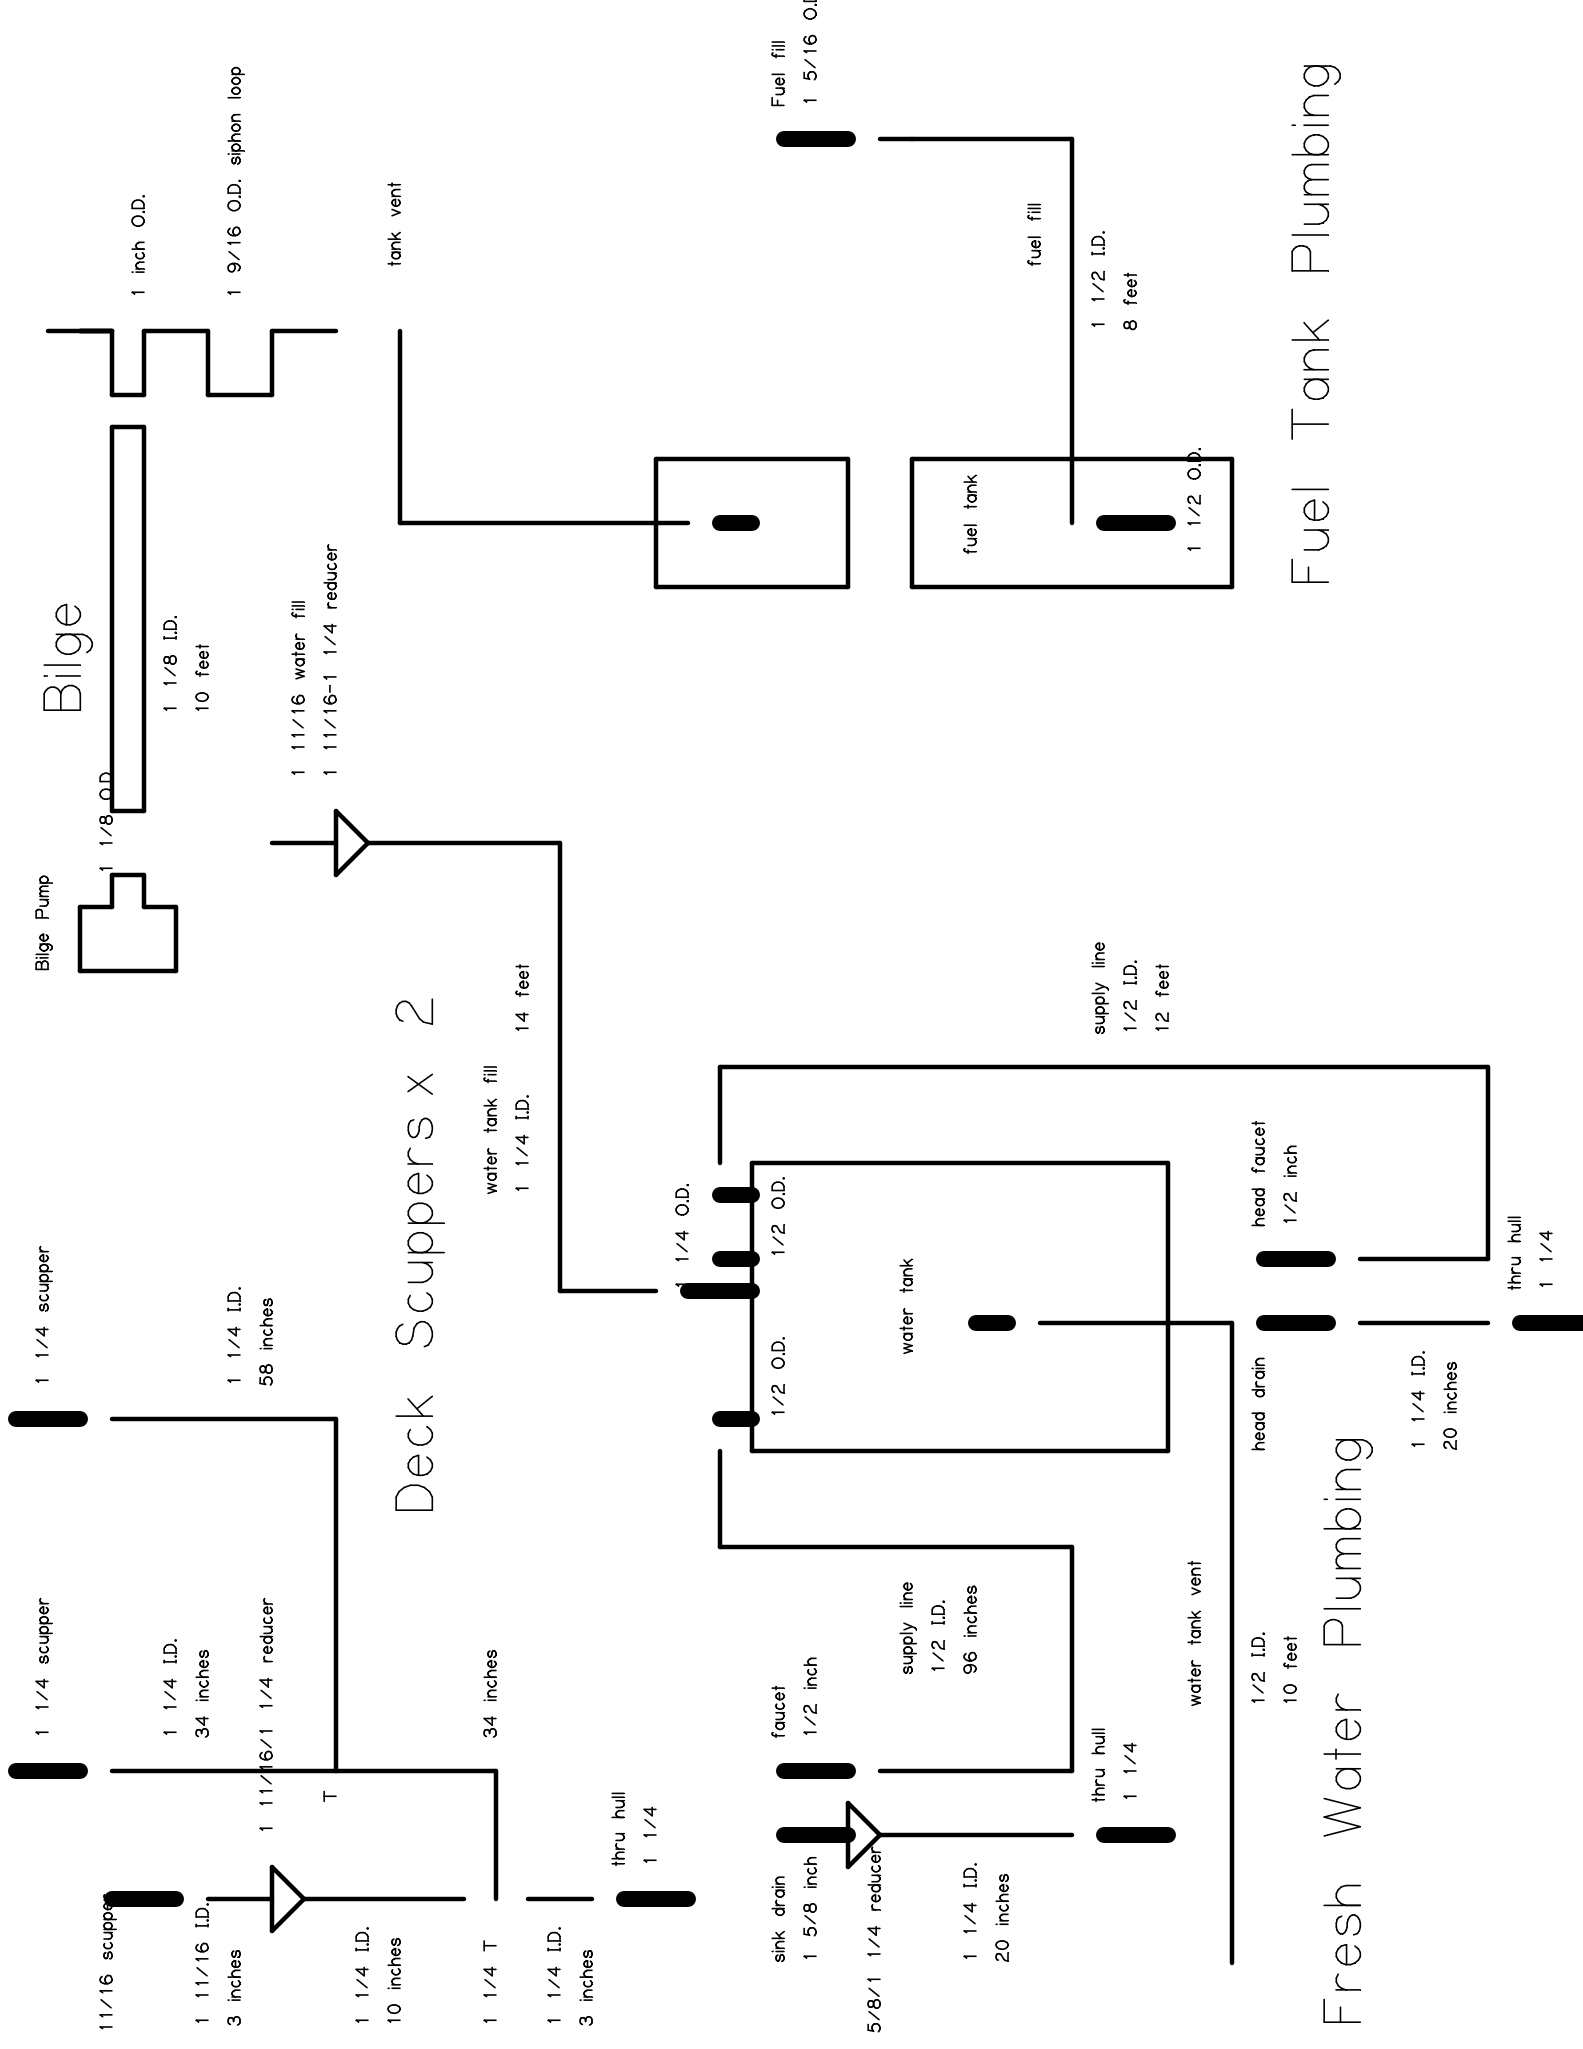 Bilge
Bilge Pump
1 1/8 O.D.
1 1/8 I.D.
10 feet
1 inch O.D.
1 9/16 O.D. siphon loop
Deck Scuppers x 2
1 1/4 scupper
1 1/4 scupper
1 1/4 I.D.
34 inches
1 1/4 I.D.
58 inches
1 11/16/1 1/4 reducer
T
34 inches
11/16 scupper
1 11/16 I.D.
3 inches
1 1/4 I.D.
10 inches
1 1/4 T
1 1/4 I.D.
3 inches
thru hull
1 1/4
Fresh Water Plumbing
1 11/16 water fill
1 11/16-1 1/4 reducer
water tank fill
1 1/4 I.D.
14 feet
1 1/4 O.D.
1/2 O.D.
1/2 O.D.
water tank
supply line
1/2 I.D.
12 feet
supply line
1/2 I.D.
96 inches
faucet
1/2 inch
sink drain
1 5/8 inch
5/8/1 1/4 reducer
1 1/4 I.D.
20 inches
thru hull
1 1/4
water tank vent
1/2 I.D.
10 feet
head faucet
1/2 inch
head drain
1 1/4 I.D.
20 inches
thru hull
1 1/4
Fuel Tank Plumbing
tank vent
Fuel fill
1 5/16 O.D
fuel fill
1 1/2 I.D.
8 feet
fuel tank
1 1/2 O.D.